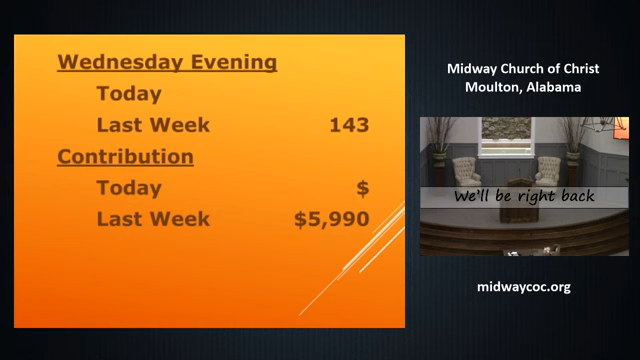 Wednesday Evening
Today
Last Week 143
Contribution
Today $
Last Week $5,990
Midway Church of Christ
Moulton, Alabama
We'll be right back
midwaycoc.org